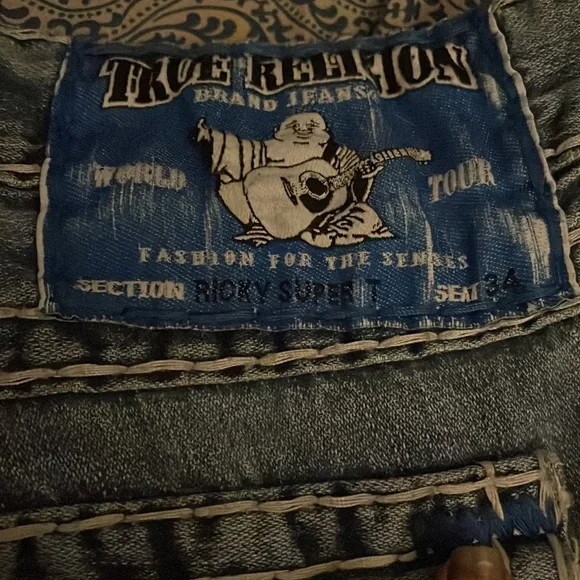 TRUE RELIGION
BRAND JEANS
WORLD TOUR
FASHION FOR THE SENSES
SECTION RICKY SUPER T SEAT 34